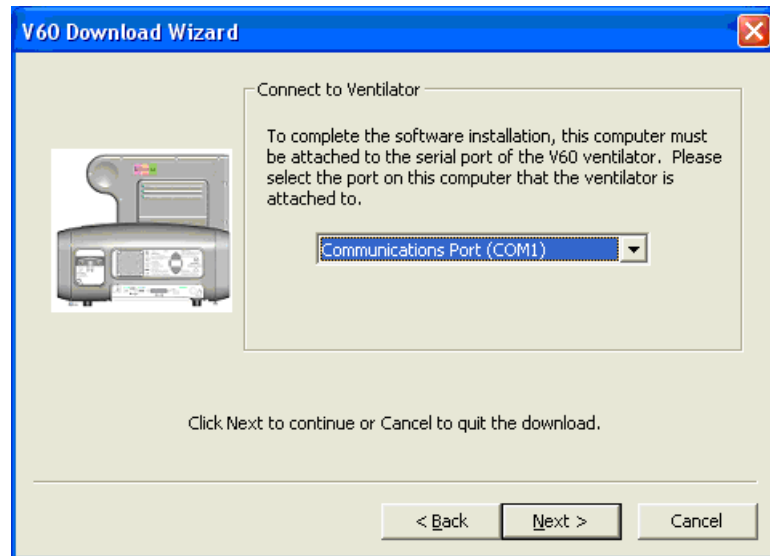 V60 Download Wizard
Connect to Ventilator
To complete the software installation, this computer must
be attached to the serial port of the V60 ventilator. Please
select the port on this computer that the ventilator is
attached to.
Communications Port (COM1)
Click Next to continue or Cancel to quit the download.
< Back
Next >
Cancel